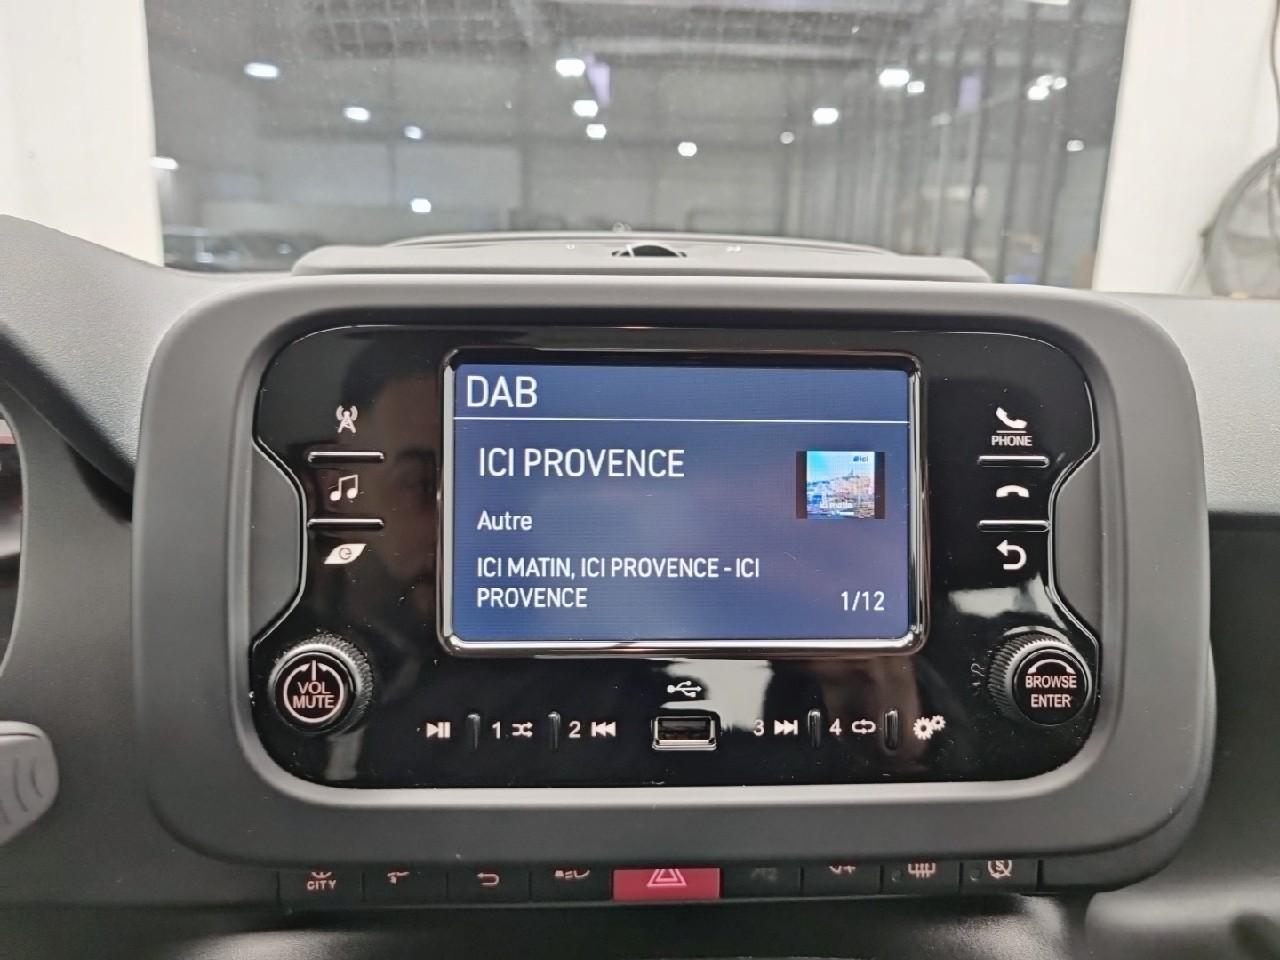 DAB
ICI PROVENCE
ici
Autre
ICI MATIN, ICI PROVENCE - ICI
PROVENCE
1/12
PHONE
VOL
MUTE
BROWSE
ENTER
1
2
3
4
CITY